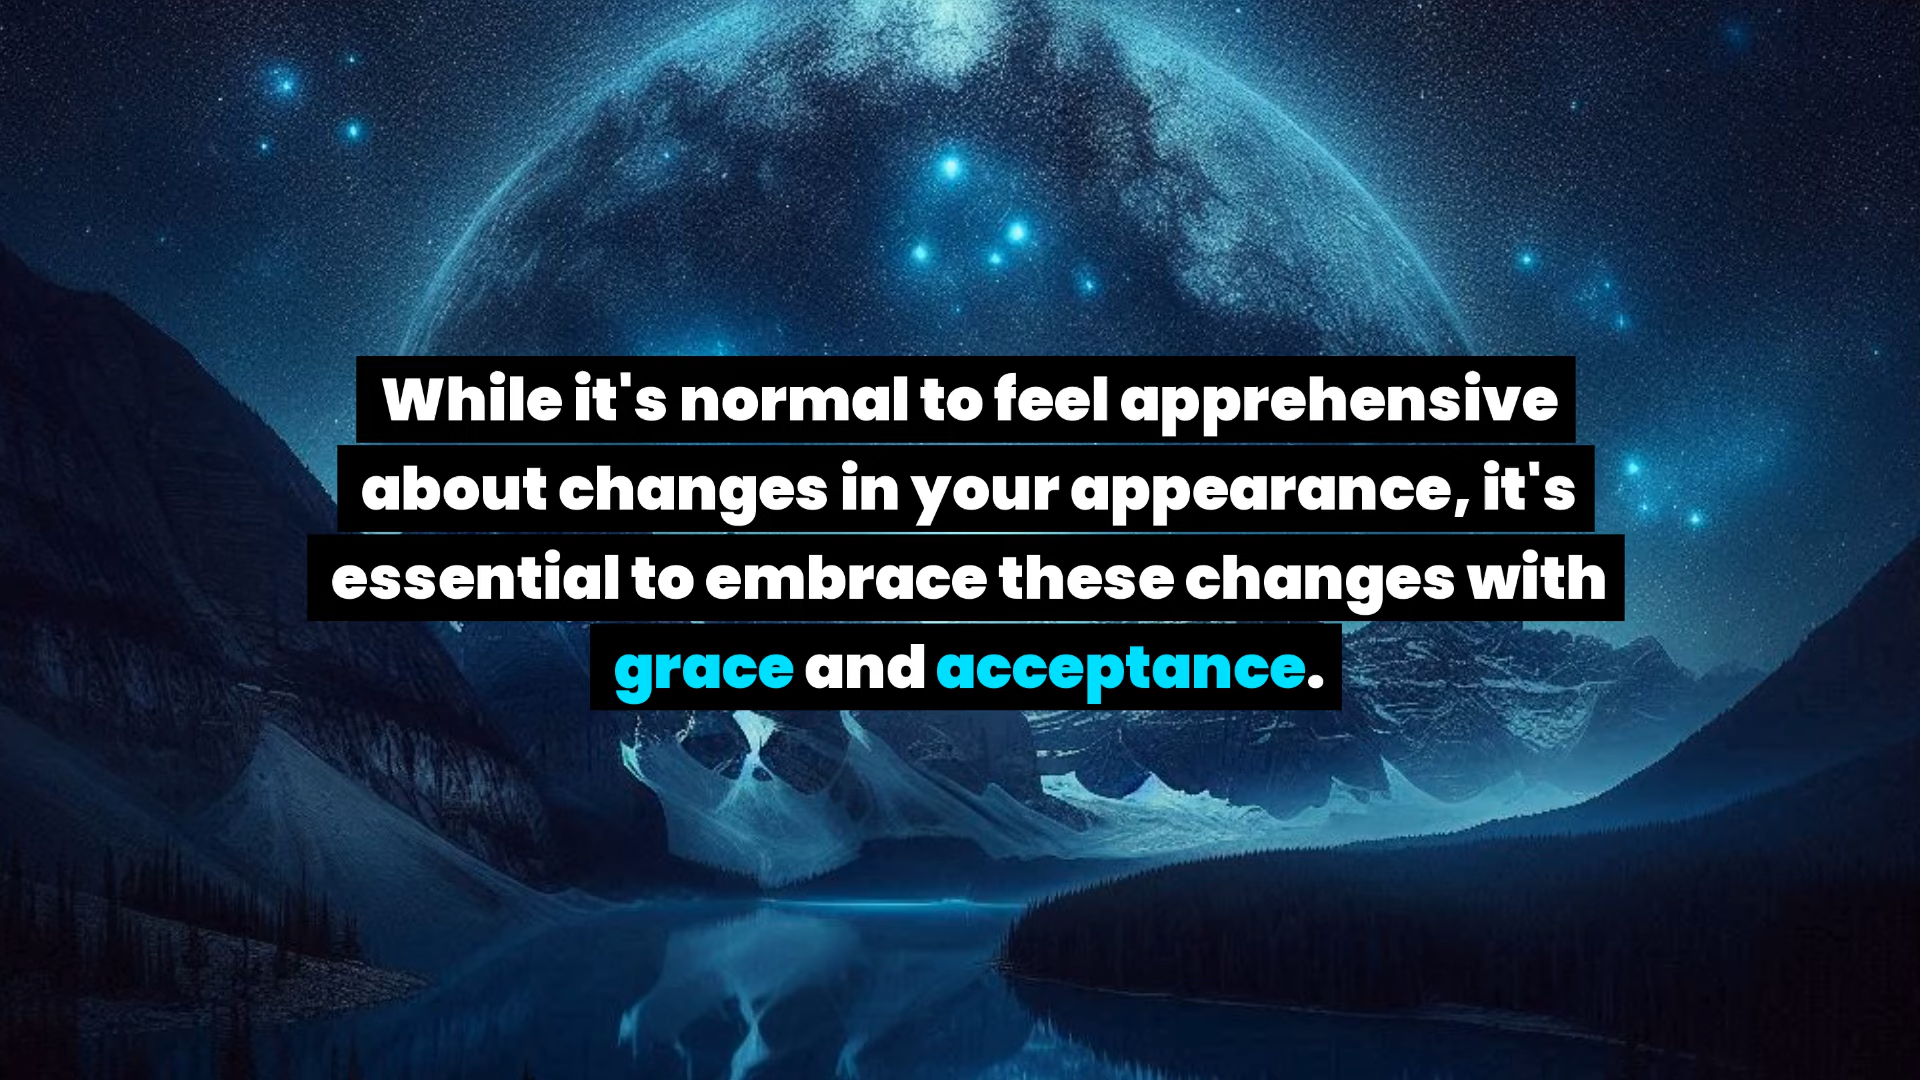 While it's normal to feel apprehensive
about changes in your appearance, it's
essential to embrace these changes with
grace and acceptance.